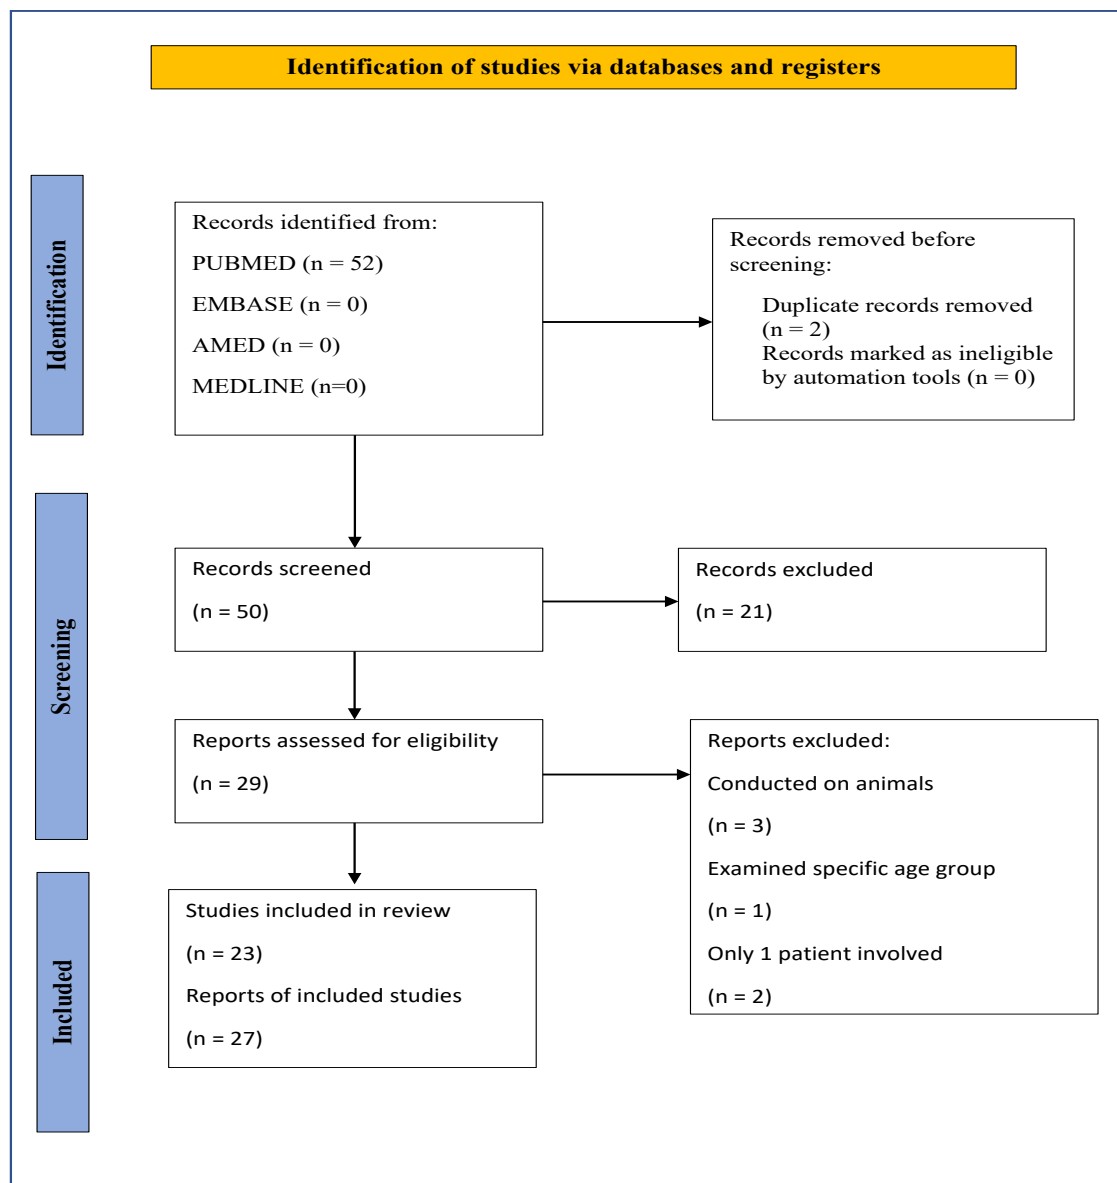 Identification of studies via databases and registers
Identification
Records identified from:
PUBMED (n = 52)
EMBASE (n = 0)
AMED (n = 0)
MEDLINE (n=0)
Records removed before
screening:
Duplicate records removed
(n = 2)
Records marked as ineligible
by automation tools (n = 0)
Screening
Records screened
(n = 50)
Records excluded
(n = 21)
Reports assessed for eligibility
(n = 29)
Reports excluded:
Conducted on animals
(n = 3)
Examined specific age group
(n = 1)
Only 1 patient involved
(n = 2)
Included
Studies included in review
(n = 23)
Reports of included studies
(n = 27)